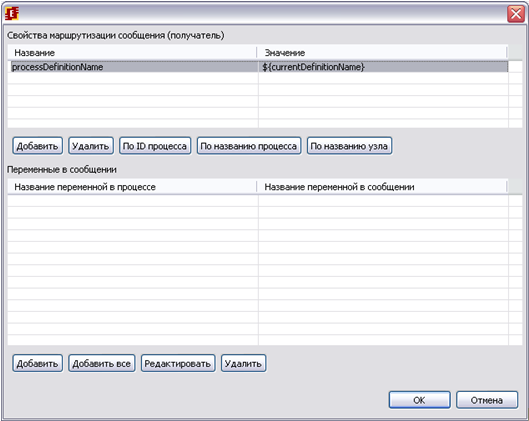 Свойства маршрутизации сообщения (получатель)
Название Значение
processDefinitionName ${currentDefinitionName}
Добавить Удалить По ID процесса По названию процесса По названию узла
Переменные в сообщении
Название переменной в процессе Название переменной в сообщении
Добавить Добавить все Редактировать Удалить
OK Отмена